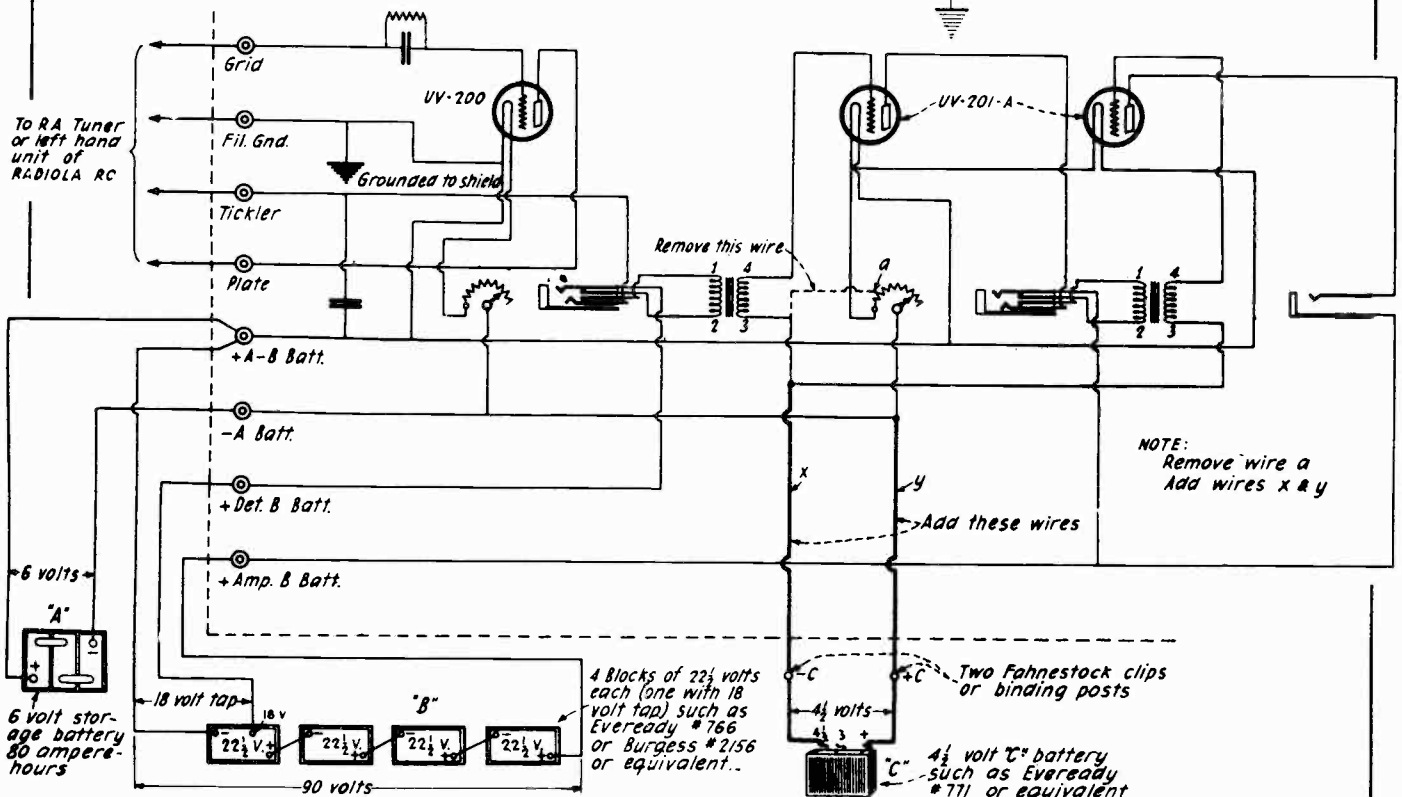 Grid
UV-200
UV-201-A
To RA Tuner
or left hand
unit of
RADIOLA RC
Fil. Gnd.
Grounded to shield
Tickler
Plate
Remove this wire
a
1
4
2
3
1
4
2
3
+A-B Batt.
-A Batt.
NOTE:
Remove wire a
Add wires x & y
x
y
+Det. B Batt.
Add these wires
+Amp. B Batt.
6 volts
"A"
+
-
6 volt stor-
age battery
80 ampere-
hours
18 volt tap
18 V
"B"
- 22½ V. +
- 22½ V. +
- 22½ V. +
- 22½ V. +
90 volts
4 Blocks of 22½ volts
each (one with 18
volt tap) such as
Eveready #766
or Burgess #2156
or equivalent..
-C
+C
Two Fahnestock clips
or binding posts
4½ volts
4½ 3 +
"C"
4½ volt "C" battery
such as Eveready
#771 or equivalent